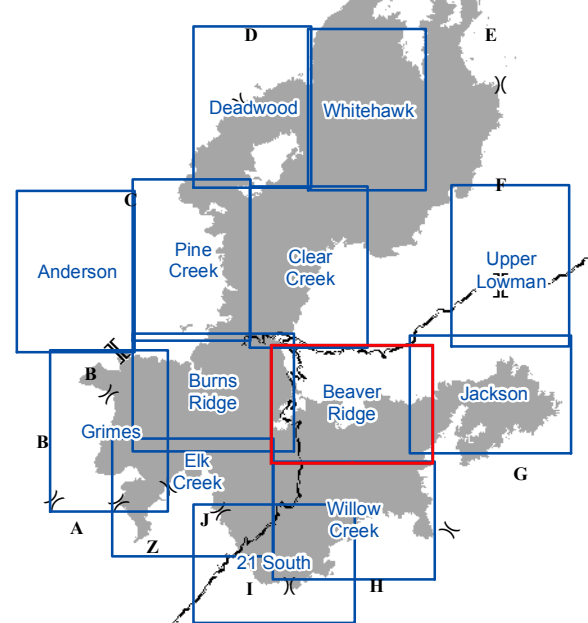 D
E
Deadwood
Whitehawk
C
F
Anderson
Pine
Creek
Clear
Creek
Upper
Lowman
B
Burns
Ridge
Beaver
Ridge
Jackson
B
Grimes
Elk
Creek
G
A
J
Willow
Creek
Z
21 South
I
H